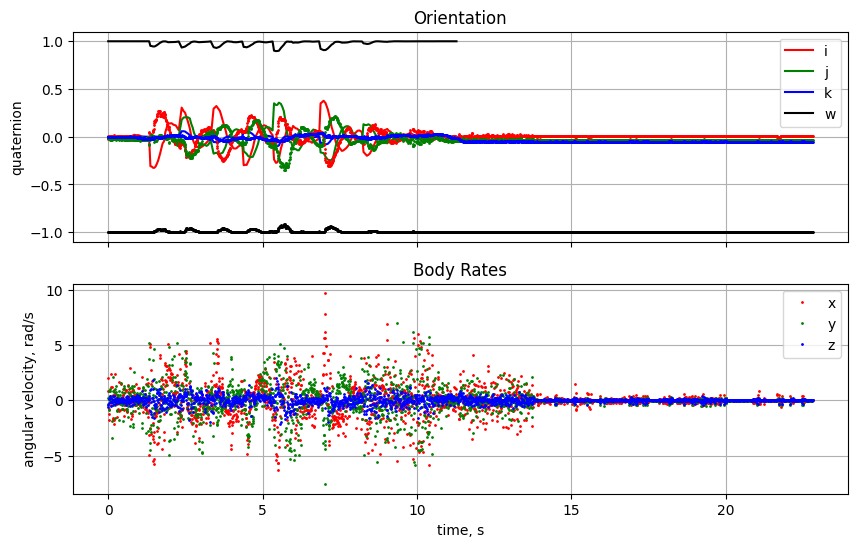 Orientation
1.0
0.5
0.0
−0.5
−1.0
quaternion
i
j
k
w
Body Rates
10
5
0
−5
angular velocity, rad/s
x
y
z
0
5
10
15
20
time, s